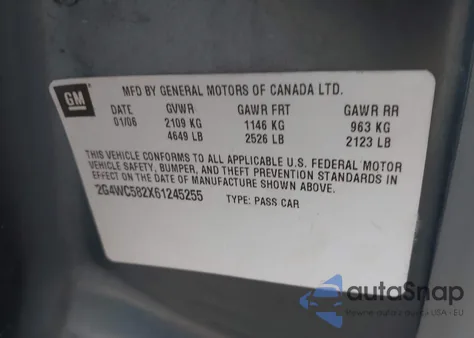 GM
MFD BY GENERAL MOTORS OF CANADA LTD.
DATE GVWR GAWR FRT GAWR RR
01/06 2109 KG 1146 KG 963 KG
4649 LB 2526 LB 2123 LB
THIS VEHICLE CONFORMS TO ALL APPLICABLE U.S. FEDERAL MOTOR
VEHICLE SAFETY, BUMPER, AND THEFT PREVENTION STANDARDS IN
EFFECT ON THE DATE OF MANUFACTURE SHOWN ABOVE.
2G4WC582X61245255 TYPE: PASS CAR
autoSnap